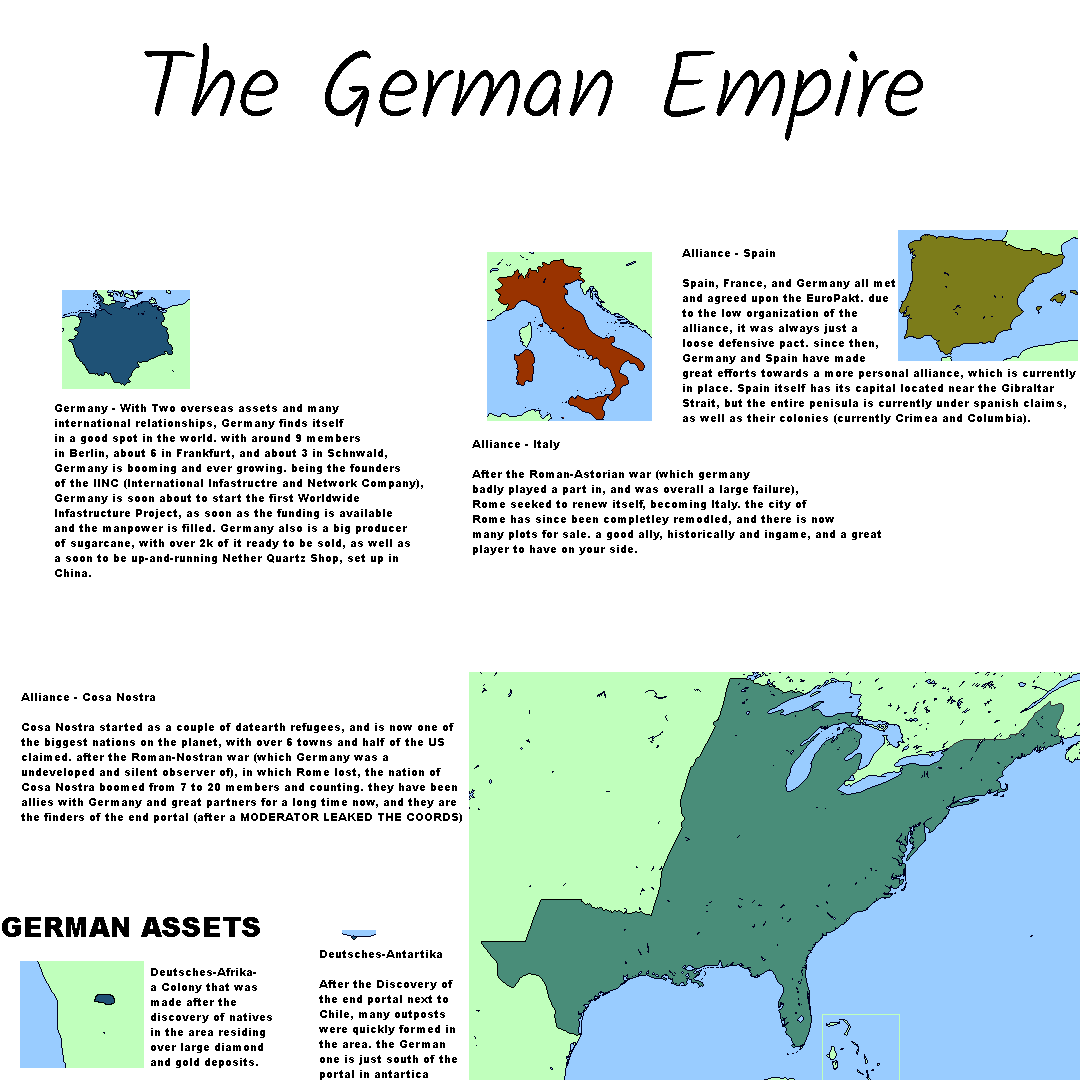 The German Empire
Alliance - Spain
Spain, France, and Germany all met
and agreed upon the EuroPakt. due
to the low organization of the
alliance, it was always just a
loose defensive pact. since then,
Germany and Spain have made
great efforts towards a more personal alliance, which is currently
in place. Spain itself has its capital located near the Gibraltar
Strait, but the entire penisula is currently under spanish claims,
as well as their colonies (currently Crimea and Columbia).
Germany - With Two overseas assets and many
international relationships, Germany finds itself
in a good spot in the world. with around 9 members
in Berlin, about 6 in Frankfurt, and about 3 in Schnwald,
Germany is booming and ever growing. being the founders
of the IINC (International Infastructre and Network Company),
Germany is soon about to start the first Worldwide
Infastructure Project, as soon as the funding is available
and the manpower is filled. Germany also is a big producer
of sugarcane, with over 2k of it ready to be sold, as well as
a soon to be up-and-running Nether Quartz Shop, set up in
China.
Alliance - Italy
After the Roman-Astorian war (which germany
badly played a part in, and was overall a large failure),
Rome seeked to renew itself, becoming Italy. the city of
Rome has since been completley remodled, and there is now
many plots for sale. a good ally, historically and ingame, and a great
player to have on your side.
Alliance - Cosa Nostra
Cosa Nostra started as a couple of datearth refugees, and is now one of
the biggest nations on the planet, with over 6 towns and half of the US
claimed. after the Roman-Nostran war (which Germany was a
undeveloped and silent observer of), in which Rome lost, the nation of
Cosa Nostra boomed from 7 to 20 members and counting. they have been
allies with Germany and great partners for a long time now, and they are
the finders of the end portal (after a MODERATOR LEAKED THE COORDS)
GERMAN ASSETS
Deutsches-Afrika-
a Colony that was
made after the
discovery of natives
in the area residing
over large diamond
and gold deposits.
Deutsches-Antartika
After the Discovery of
the end portal next to
Chile, many outposts
were quickly formed in
the area. the German
one is just south of the
portal in antartica